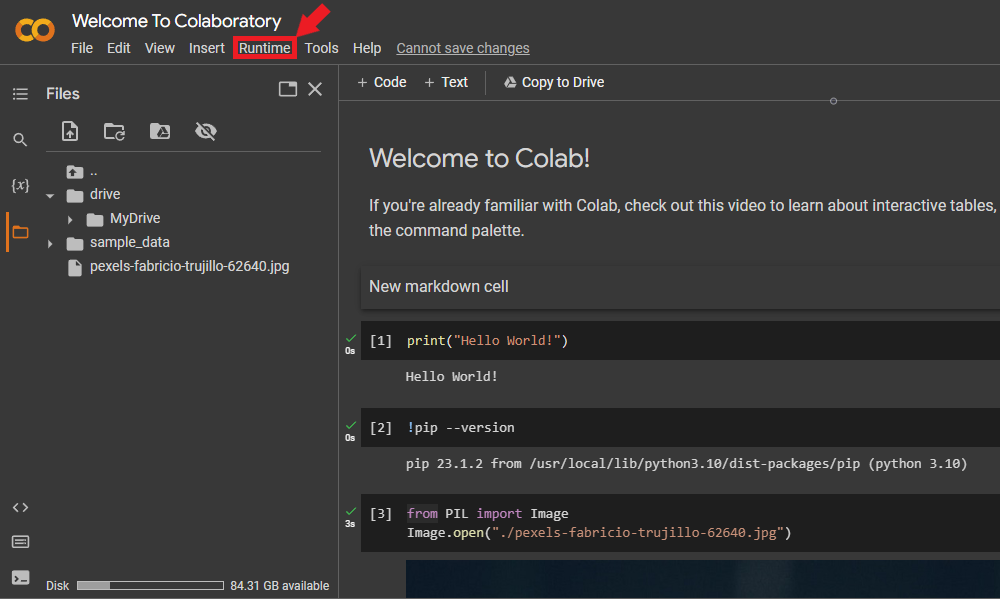 Welcome To Colaboratory
File Edit View Insert Runtime Tools Help Cannot save changes
Files
+ Code + Text Copy to Drive
..
drive
MyDrive
sample_data
pexels-fabricio-trujillo-62640.jpg
{x}
Disk 84.31 GB available
Welcome to Colab!
If you're already familiar with Colab, check out this video to learn about interactive tables,
the command palette.
New markdown cell
0s [1] print("Hello World!")
Hello World!
0s [2] !pip --version
pip 23.1.2 from /usr/local/lib/python3.10/dist-packages/pip (python 3.10)
3s [3] from PIL import Image
Image.open("./pexels-fabricio-trujillo-62640.jpg")